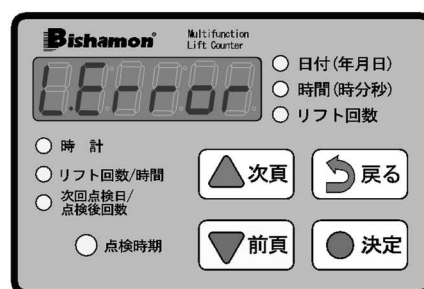 Bishamon
Multifunction
Lift Counter
L.Error
日付(年月日)
時間(時分秒)
リフト回数
時 計
リフト回数/時間
次回点検日/
点検後回数
点検時期
次頁
戻る
前頁
決定